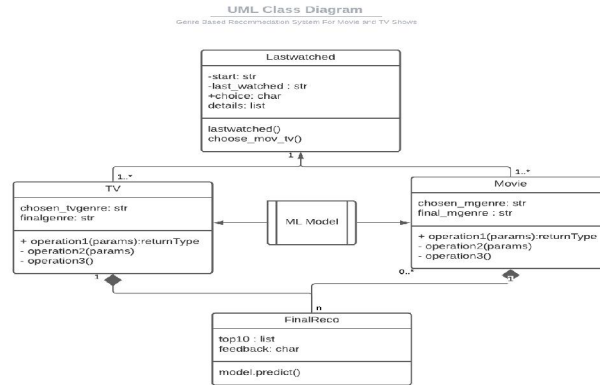 UML Class Diagram
Genre Based Recommedation System For Movie and TV Shows
Lastwatched
-start: str
-last_watched : str
+choice: char
details: list
lastwatched()
choose_mov_tv()
1
1..*
1..*
TV
chosen_tvgenre: str
finalgenre: str
+ operation1(params):returnType
- operation2(params)
- operation3()
ML Model
Movie
chosen_mgenre: str
final_mgenre : str
+ operation1(params):returnType
- operation2(params)
- operation3()
1
0..*
n
n
FinalReco
top10 : list
feedback: char
model.predict()